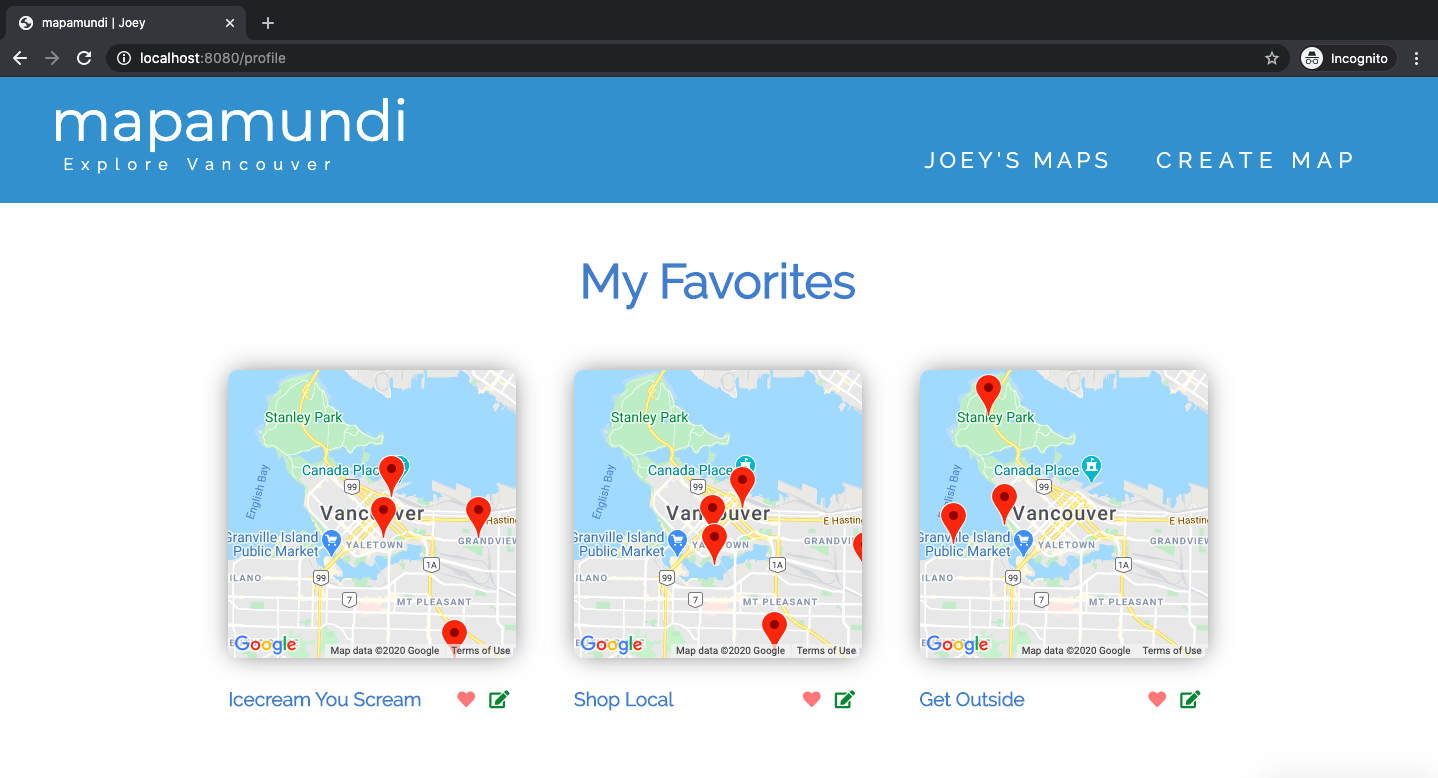 mapamundi | Joey
localhost:8080/profile
Incognito
mapamundi
Explore Vancouver
JOEY'S MAPS
CREATE MAP
My Favorites
Stanley Park
Canada Plac
99
English Bay
Vancouver
E Hastin
Granville Island
Public Market
YALETOWN
GRANDVIEW
1A
99
ILANO
7
MT PLEASANT
Google
Map data ©2020 Google
Terms of Use
Stanley Park
Canada Place
99
English Bay
Vancouver
E Hastin
Granville Island
Public Market
YALETOWN
GRANDVI
1A
99
ILANO
7
MT PLEASANT
Google
Map data ©2020 Google
Terms of Use
Stanley Park
Canada Place
99
English Bay
Vancouver
E Hastin
Granville Island
Public Market
YALETOWN
GRANDVIEW
1A
99
ILANO
7
MT PLEASANT
Google
Map data ©2020 Google
Terms of Use
Icecream You Scream
Shop Local
Get Outside